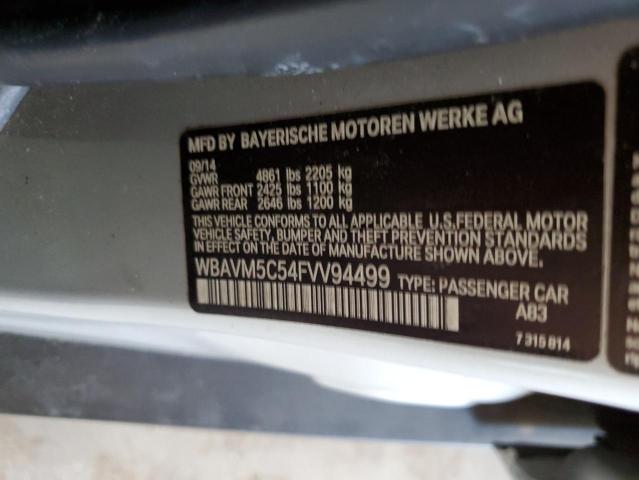 MFD BY BAYERISCHE MOTOREN WERKE AG
09/14
GVWR 4861 lbs 2205 kg
GAWR FRONT 2425 lbs 1100 kg
GAWR REAR 2646 lbs 1200 kg
THIS VEHICLE CONFORMS TO ALL APPLICABLE U.S.FEDERAL MOTOR
VEHICLE SAFETY, BUMPER AND THEFT PREVENTION STANDARDS
IN EFFECT ON THE DATE OF MANUFACTURE SHOWN ABOVE.
WBAVM5C54FVV94499 TYPE: PASSENGER CAR
A83
7 315 814